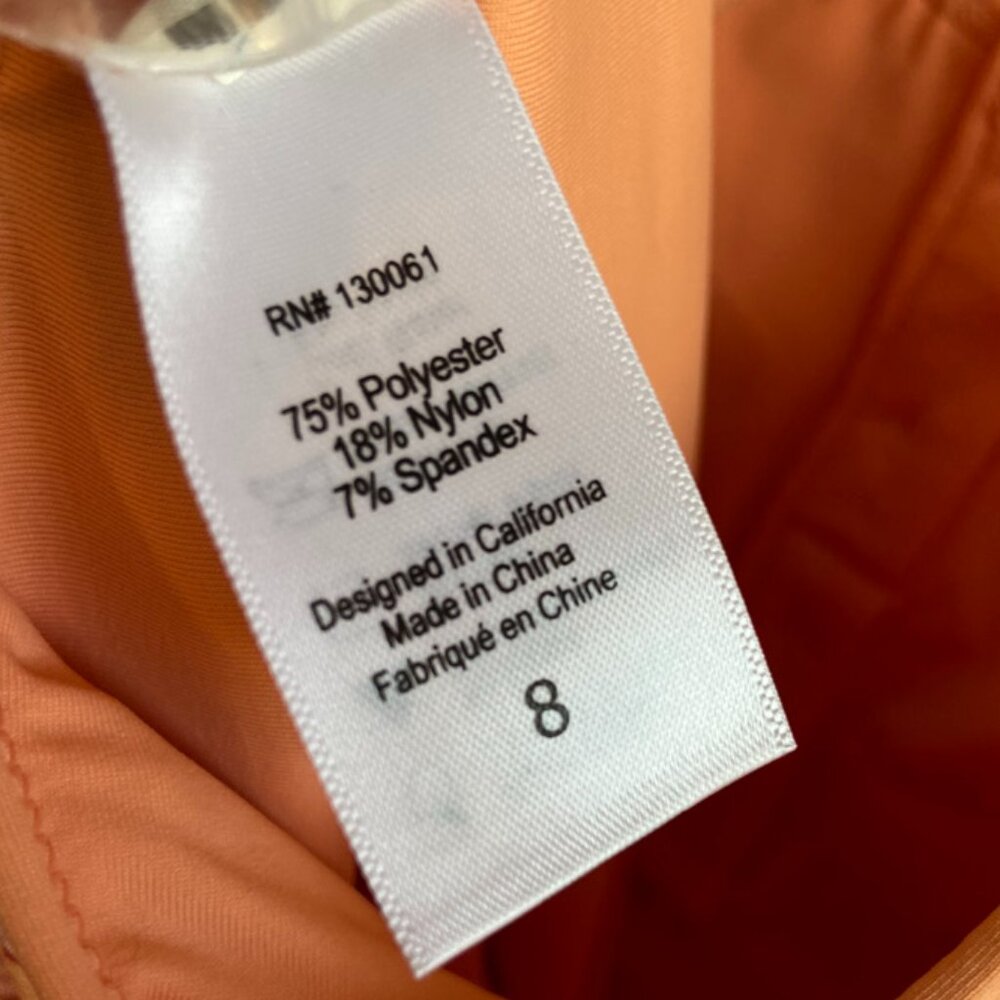 RN# 130061
75% Polyester
18% Nylon
7% Spandex
Designed in California
Made in China
Fabriqué en Chine
8